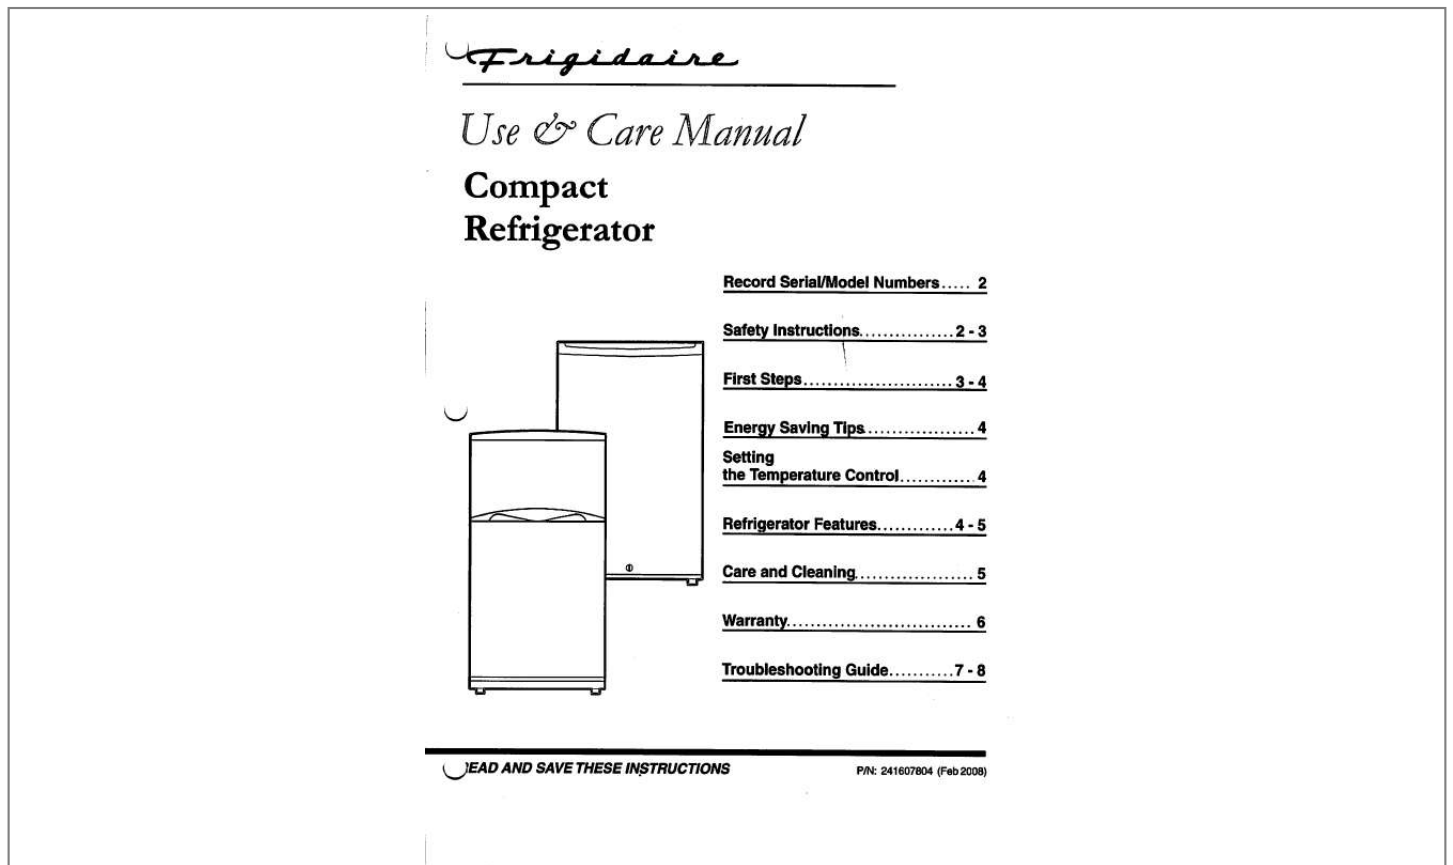 Frigidaire
Use & Care Manual
Compact
Refrigerator
Record Serial/Model Numbers..... 2
Safety Instructions................2 - 3
First Steps.........................3 - 4
Energy Saving Tips..................4
Setting
the Temperature Control.............4
Refrigerator Features.............4 - 5
Care and Cleaning....................5
Warranty...............................6
Troubleshooting Guide...........7 - 8
EAD AND SAVE THESE INSTRUCTIONS
P/N: 241607804 (Feb 2008)